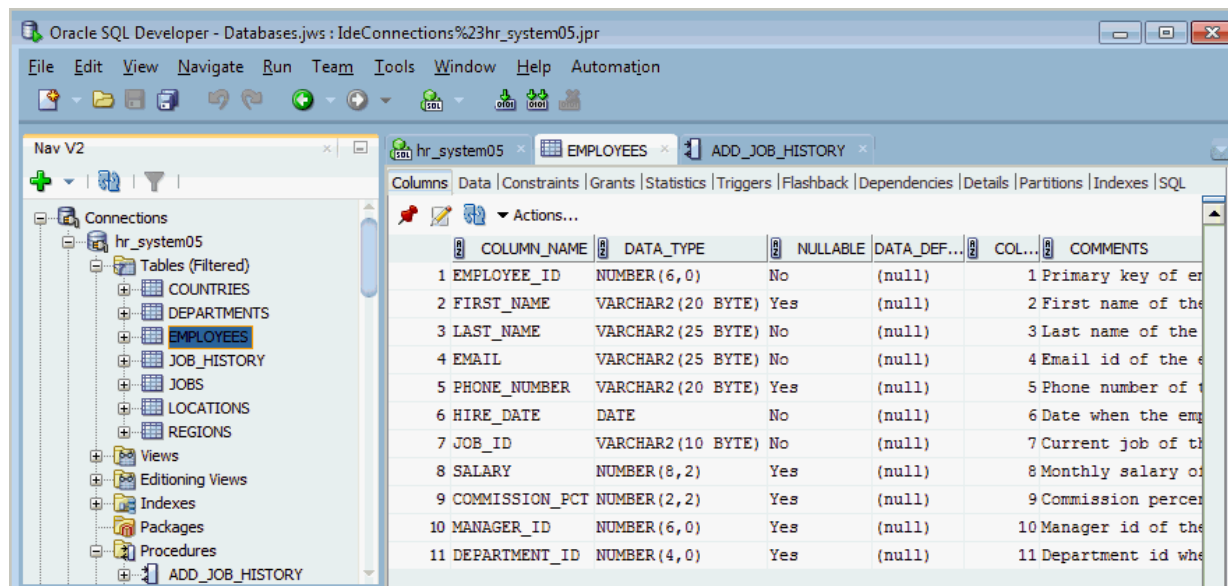 Oracle SQL Developer - Databases.jws : IdeConnections%23hr_system05.jpr
File Edit View Navigate Run Team Tools Window Help Automation
Nav V2
Connections
hr_system05
Tables (Filtered)
COUNTRIES
DEPARTMENTS
EMPLOYEES
JOB_HISTORY
JOBS
LOCATIONS
REGIONS
Views
Editioning Views
Indexes
Packages
Procedures
ADD_JOB_HISTORY
hr_system05 EMPLOYEES ADD_JOB_HISTORY
Columns Data Constraints Grants Statistics Triggers Flashback Dependencies Details Partitions Indexes SQL
Actions...
COLUMN_NAME DATA_TYPE NULLABLE DATA_DEF... COL... COMMENTS
1 EMPLOYEE_ID NUMBER(6,0) No (null) 1 Primary key of
2 FIRST_NAME VARCHAR2(20 BYTE) Yes (null) 2 First name of the
3 LAST_NAME VARCHAR2(25 BYTE) No (null) 3 Last name of the
4 EMAIL VARCHAR2(25 BYTE) No (null) 4 Email id of the
5 PHONE_NUMBER VARCHAR2(20 BYTE) Yes (null) 5 Phone number of
6 HIRE_DATE DATE No (null) 6 Date when the
7 JOB_ID VARCHAR2(10 BYTE) No (null) 7 Current job of
8 SALARY NUMBER(8,2) Yes (null) 8 Monthly salary
9 COMMISSION_PCT NUMBER(2,2) Yes (null) 9 Commission
10 MANAGER_ID NUMBER(6,0) Yes (null) 10 Manager id of the
11 DEPARTMENT_ID NUMBER(4,0) Yes (null) 11 Department id